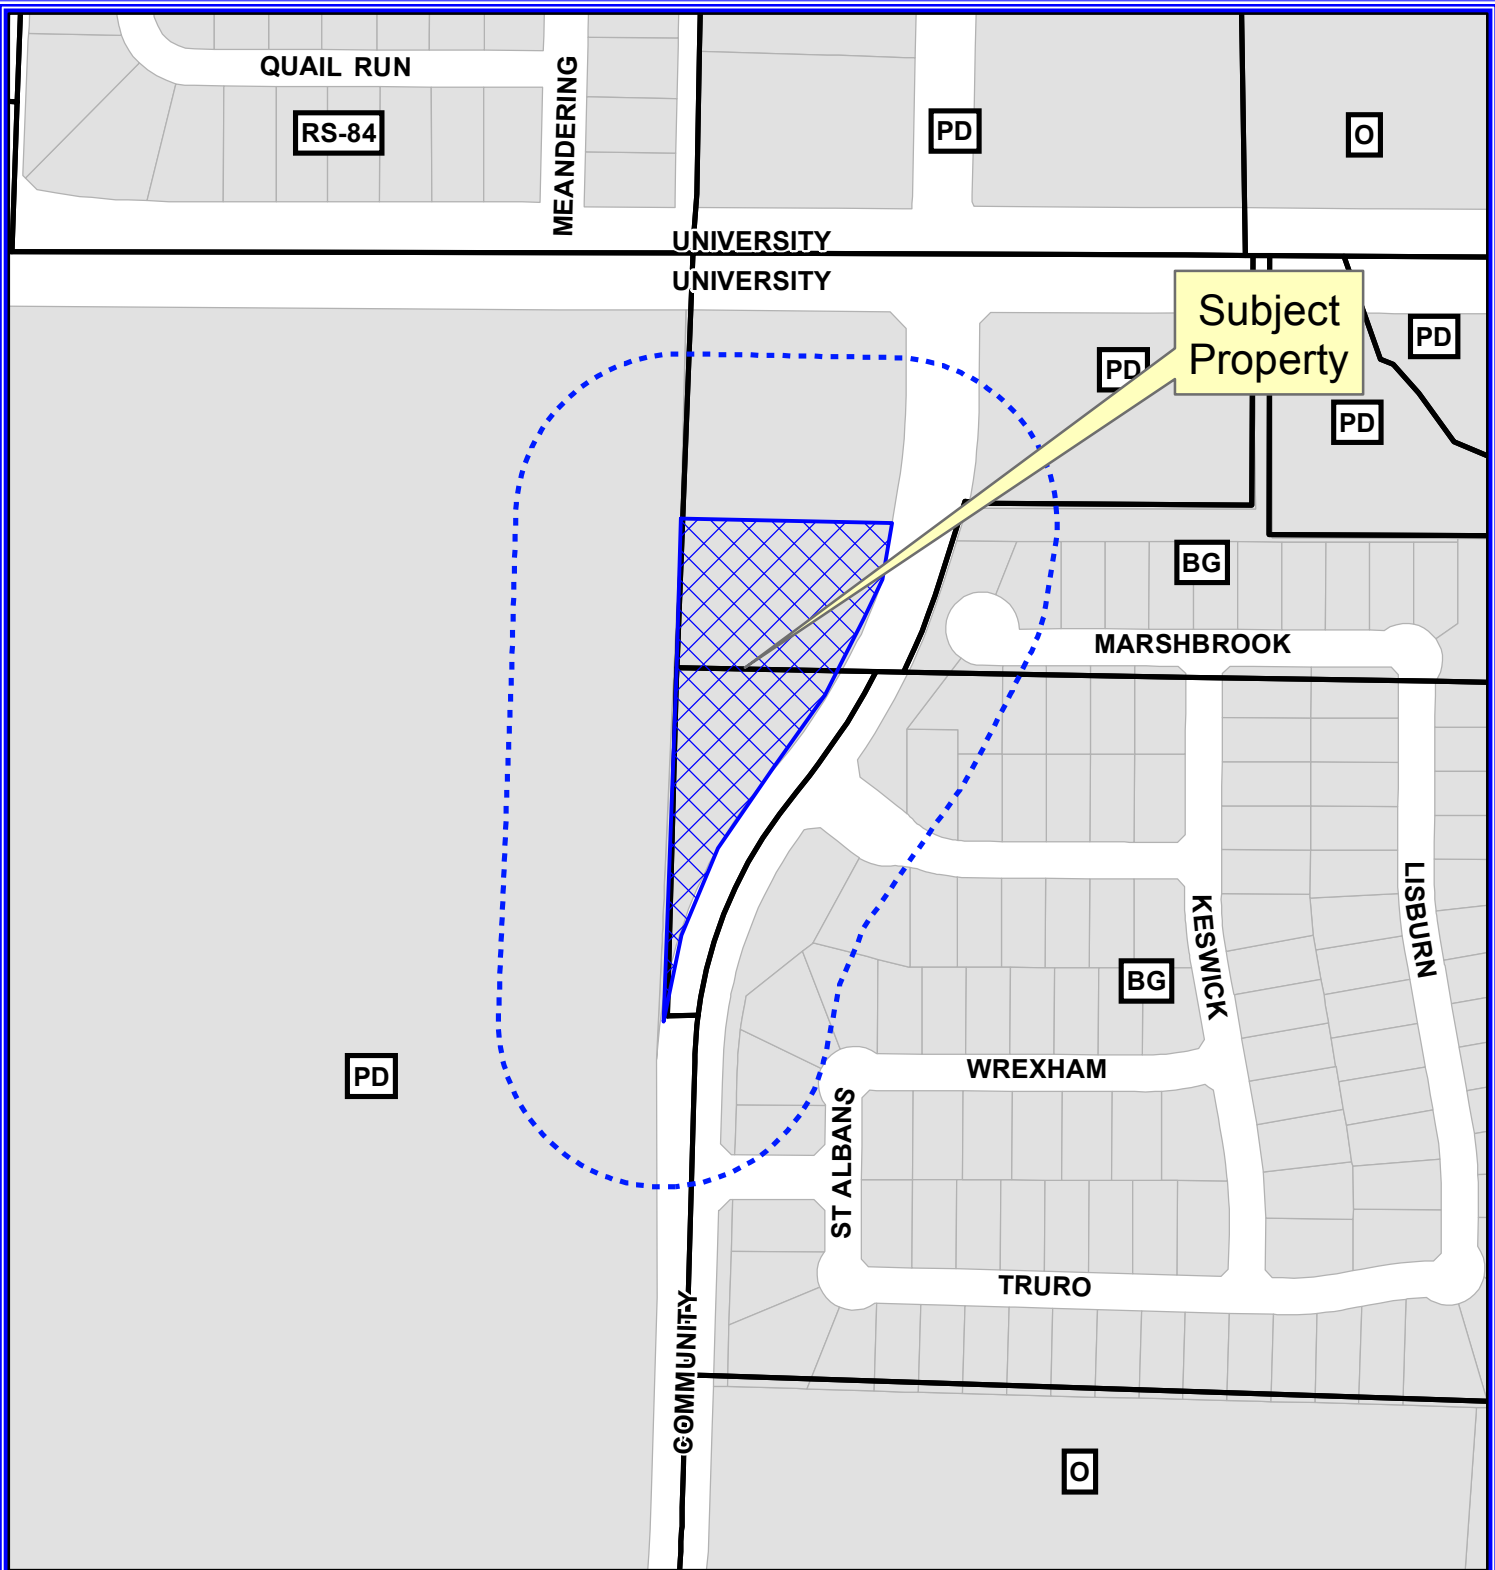 QUAIL RUN
MEANDERING
RS-84
PD
O
UNIVERSITY
UNIVERSITY
Subject
Property
PD
PD
PD
BG
MARSHBROOK
KESWICK
LISBURN
BG
PD
WREXHAM
ST ALBANS
TRURO
COMMUNITY
O